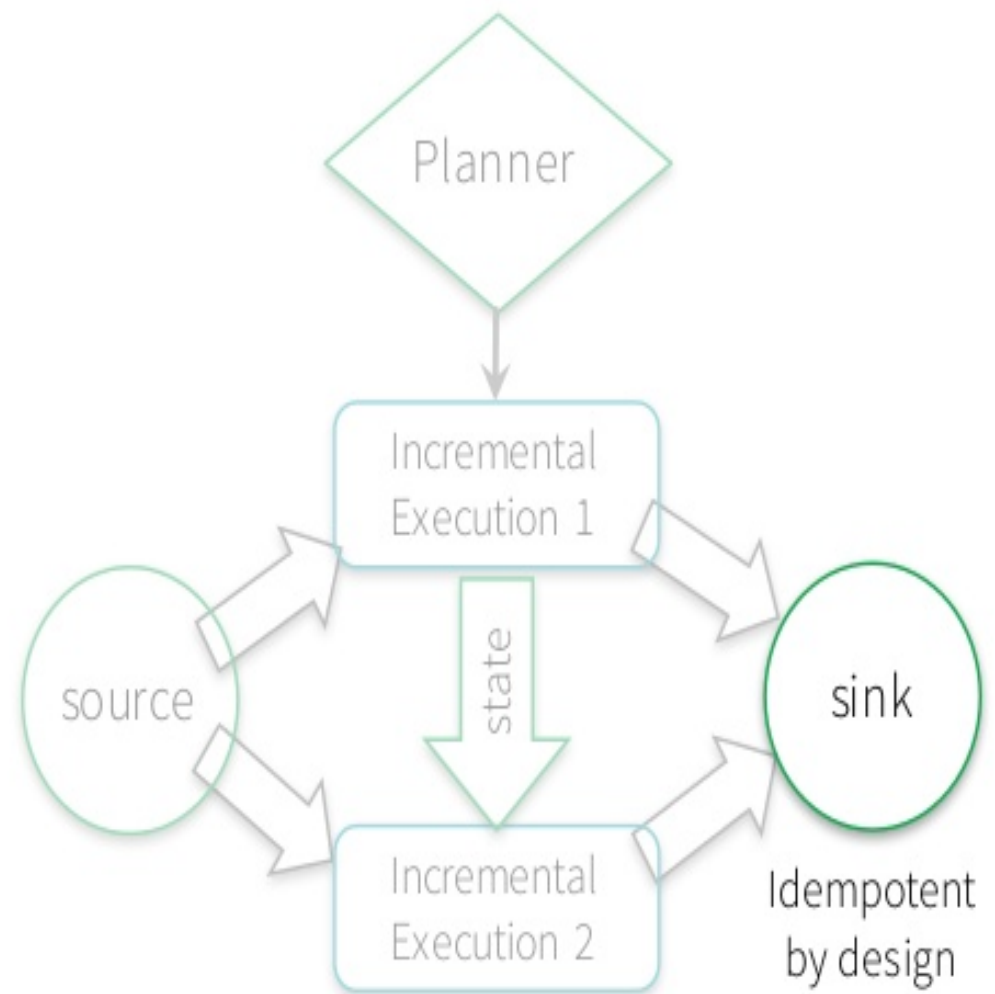 Planner
Incremental
Execution 1
state
source
sink
Incremental
Execution 2
Idempotent
by design